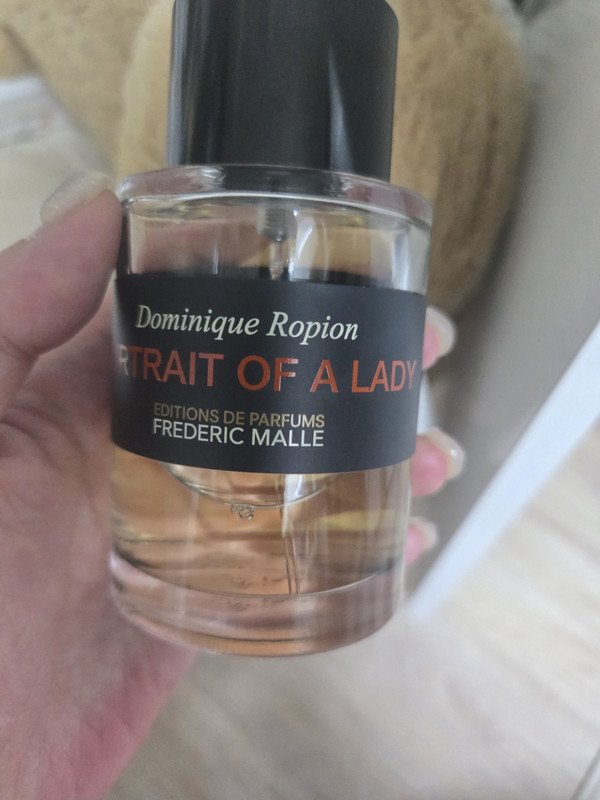 Dominique Ropion
RTRAIT OF A LADY
EDITIONS DE PARFUMS
FREDERIC MALLE